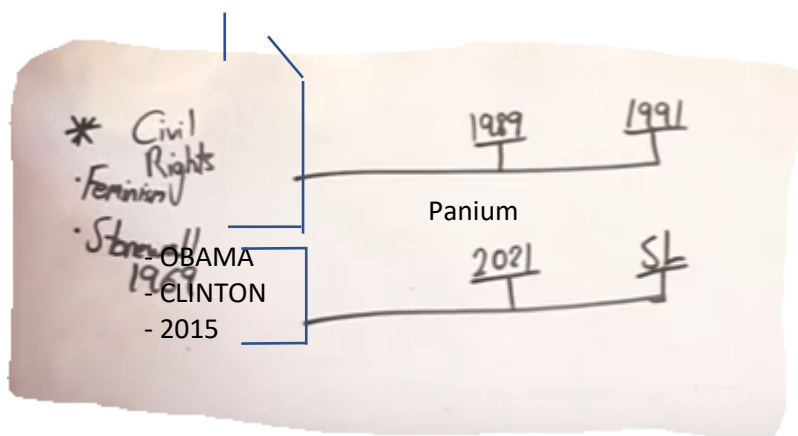 * Civil
Rights
· Feminism
· Stonewall
1969
- OBAMA
- CLINTON
- 2015
1989
1991
Panium
2021
SL